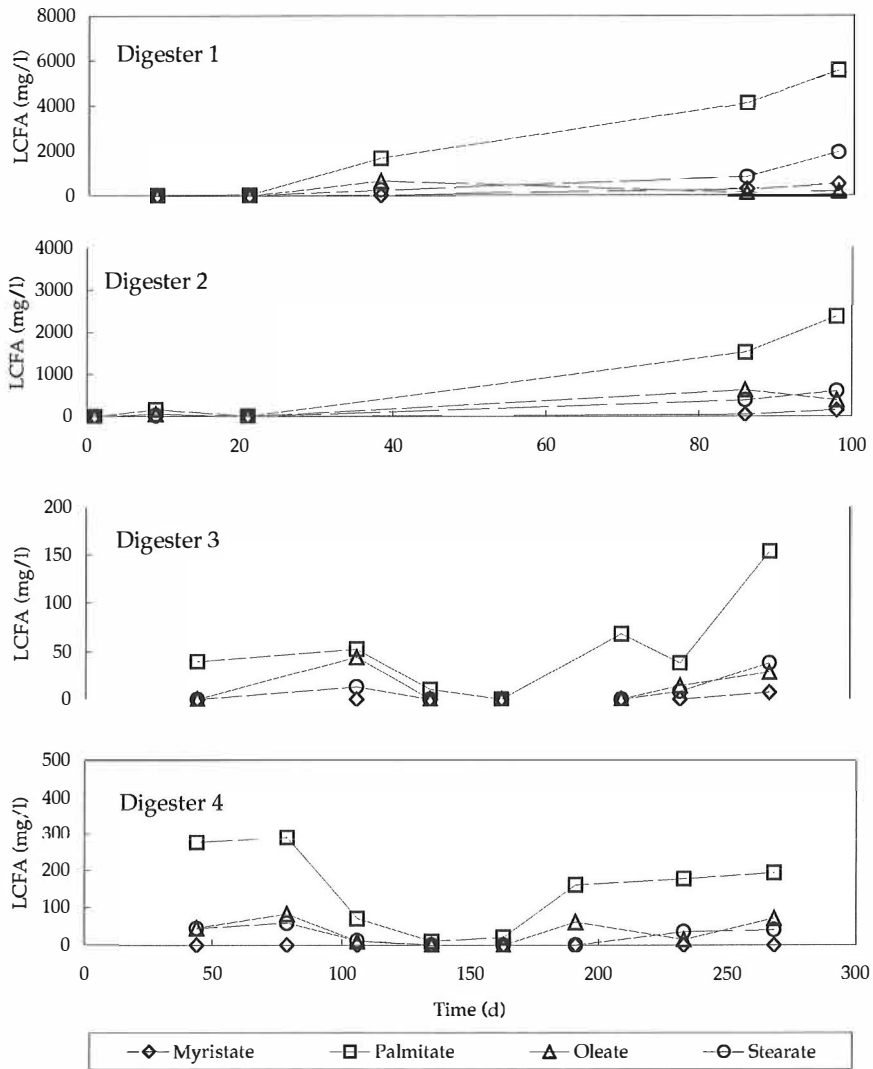 8000
6000
4000
2000
0
LCFA (mg/l)
Digester 1
4000
3000
2000
1000
0
LCFA (mg/l)
Digester 2
0 20 40 60 80 100
200
150
100
50
0
LCFA (mg/l)
Digester 3
500
400
300
200
100
0
LCFA (mg/l)
Digester 4
0 50 100 150 200 250 300
Time (d)
Myristate Palmitate Oleate Stearate